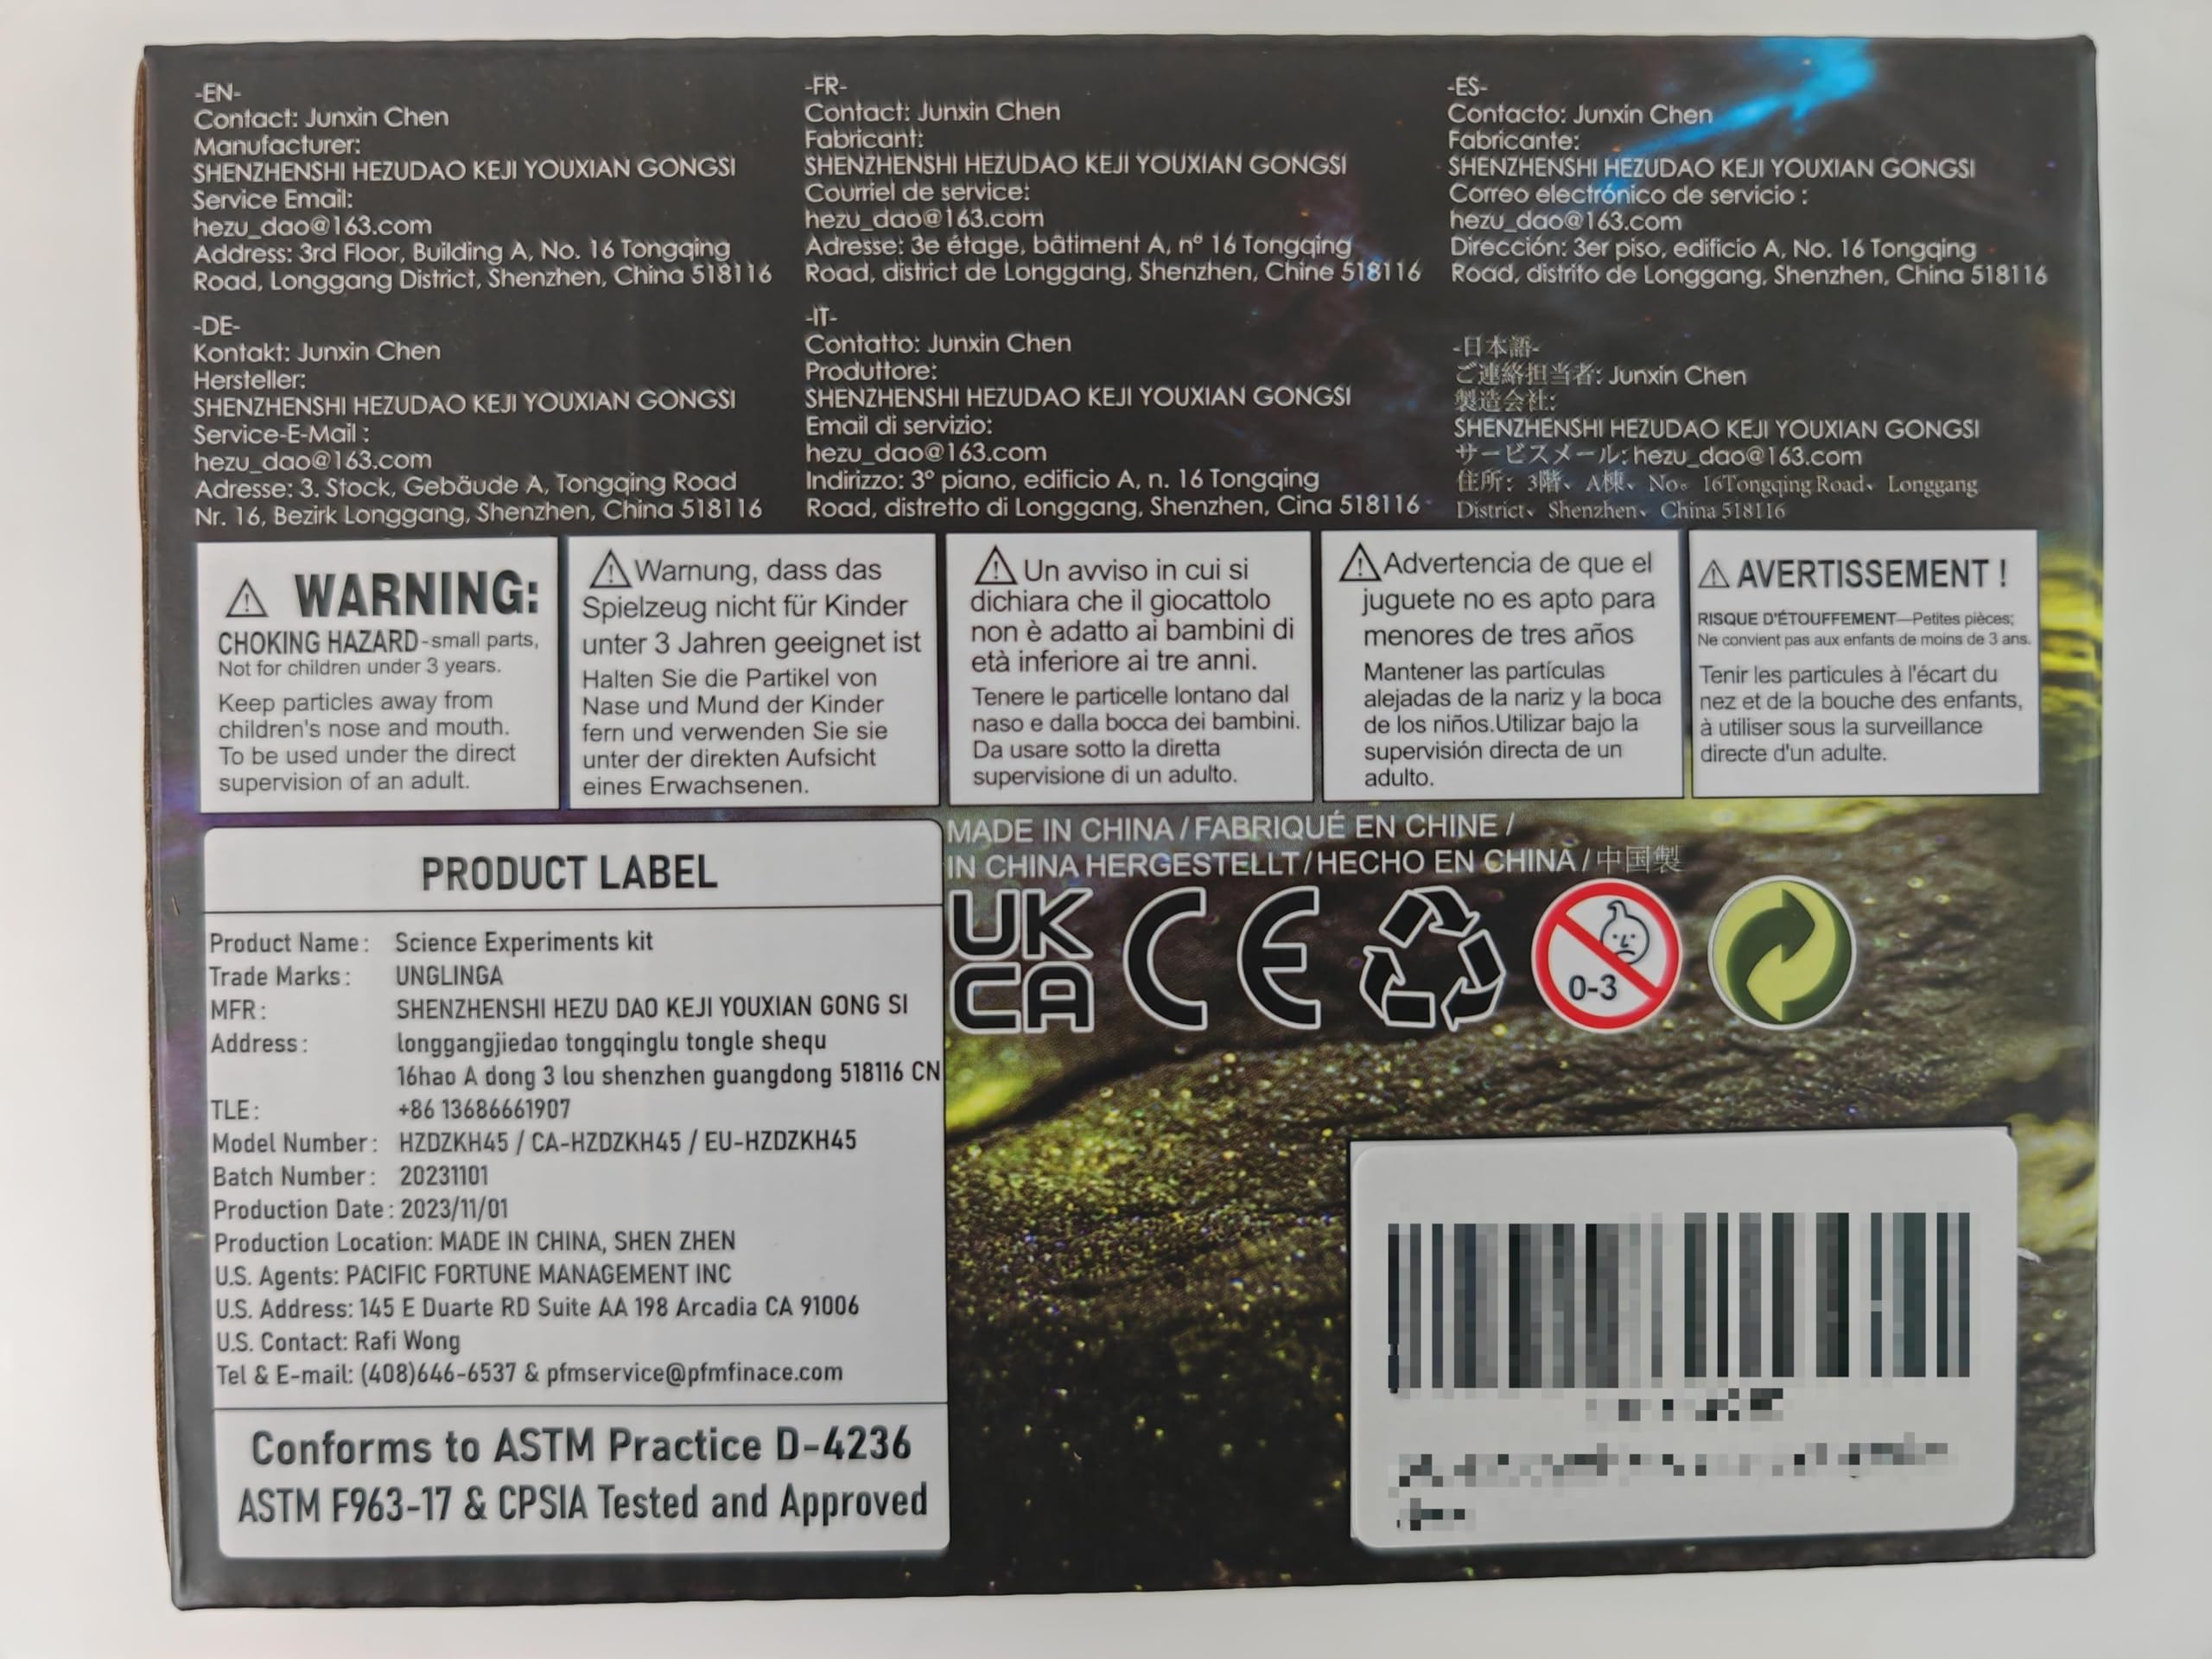 -EN-
Contact: Junxin Chen
Manufacturer:
SHENZHENSHI HEZUDAO KEJI YOUXIAN GONGSI
Service Email:
hezu_dao@163.com
Address: 3rd Floor, Building A, No. 16 Tongqing
Road, Longgang District, Shenzhen, China 518116
-FR-
Contact: Junxin Chen
Fabricant:
SHENZHENSHI HEZUDAO KEJI YOUXIAN GONGSI
Courriel de service:
hezu_dao@163.com
Adresse: 3e étage, bâtiment A, nº 16 Tongqing
Road, district de Longgang, Shenzhen, Chine 518116
-ES-
Contacto: Junxin Chen
Fabricante:
SHENZHENSHI HEZUDAO KEJI YOUXIAN GONGSI
Correo electrónico de servicio :
hezu_dao@163.com
Dirección: 3er piso, edificio A, No. 16 Tongqing
Road, distrito de Longgang, Shenzhen, China 518116
-DE-
Kontakt: Junxin Chen
Hersteller:
SHENZHENSHI HEZUDAO KEJI YOUXIAN GONGSI
Service-E-Mail :
hezu_dao@163.com
Adresse: 3. Stock, Gebäude A, Tongqing Road
Nr. 16, Bezirk Longgang, Shenzhen, China 518116
-IT-
Contatto: Junxin Chen
Produttore:
SHENZHENSHI HEZUDAO KEJI YOUXIAN GONGSI
Email di servizio:
hezu_dao@163.com
Indirizzo: 3º piano, edificio A, n. 16 Tongqing
Road, distretto di Longgang, Shenzhen, Cina 518116
-日本語-
ご連絡担当者: Junxin Chen
製造会社:
SHENZHENSHI HEZUDAO KEJI YOUXIAN GONGSI
サービスメール: hezu_dao@163.com
住所：3階、A棟、No。16Tongqing Road、Longgang
District、Shenzhen、China 518116
⚠ WARNING:
CHOKING HAZARD-small parts,
Not for children under 3 years.
Keep particles away from
children's nose and mouth.
To be used under the direct
supervision of an adult.
⚠Warnung, dass das
Spielzeug nicht für Kinder
unter 3 Jahren geeignet ist
Halten Sie die Partikel von
Nase und Mund der Kinder
fern und verwenden Sie sie
unter der direkten Aufsicht
eines Erwachsenen.
⚠ Un avviso in cui si
dichiara che il giocattolo
non è adatto ai bambini di
età inferiore ai tre anni.
Tenere le particelle lontano dal
naso e dalla bocca dei bambini.
Da usare sotto la diretta
supervisione di un adulto.
⚠Advertencia de que el
juguete no es apto para
menores de tres años
Mantener las partículas
alejadas de la nariz y la boca
de los niños.Utilizar bajo la
supervisión directa de un
adulto.
⚠ AVERTISSEMENT !
RISQUE D'ÉTOUFFEMENT—Petites pièces;
Ne convient pas aux enfants de moins de 3 ans.
Tenir les particules à l'écart du
nez et de la bouche des enfants,
à utiliser sous la surveillance
directe d'un adulte.
PRODUCT LABEL
Product Name: Science Experiments kit
Trade Marks: UNGLINGA
MFR: SHENZHENSHI HEZU DAO KEJI YOUXIAN GONG SI
Address: longgangjiedao tongqinglu tongle shequ
16hao A dong 3 lou shenzhen guangdong 518116 CN
TLE: +86 13686661907
Model Number: HZDZKH45 / CA-HZDZKH45 / EU-HZDZKH45
Batch Number: 20231101
Production Date: 2023/11/01
Production Location: MADE IN CHINA, SHEN ZHEN
U.S. Agents: PACIFIC FORTUNE MANAGEMENT INC
U.S. Address: 145 E Duarte RD Suite AA 198 Arcadia CA 91006
U.S. Contact: Rafi Wong
Tel & E-mail: (408)646-6537 & pfmservice@pfmfinace.com
Conforms to ASTM Practice D-4236
ASTM F963-17 & CPSIA Tested and Approved
MADE IN CHINA / FABRIQUÉ EN CHINE /
IN CHINA HERGESTELLT / HECHO EN CHINA / 中国製
UK
CA
CE
0-3